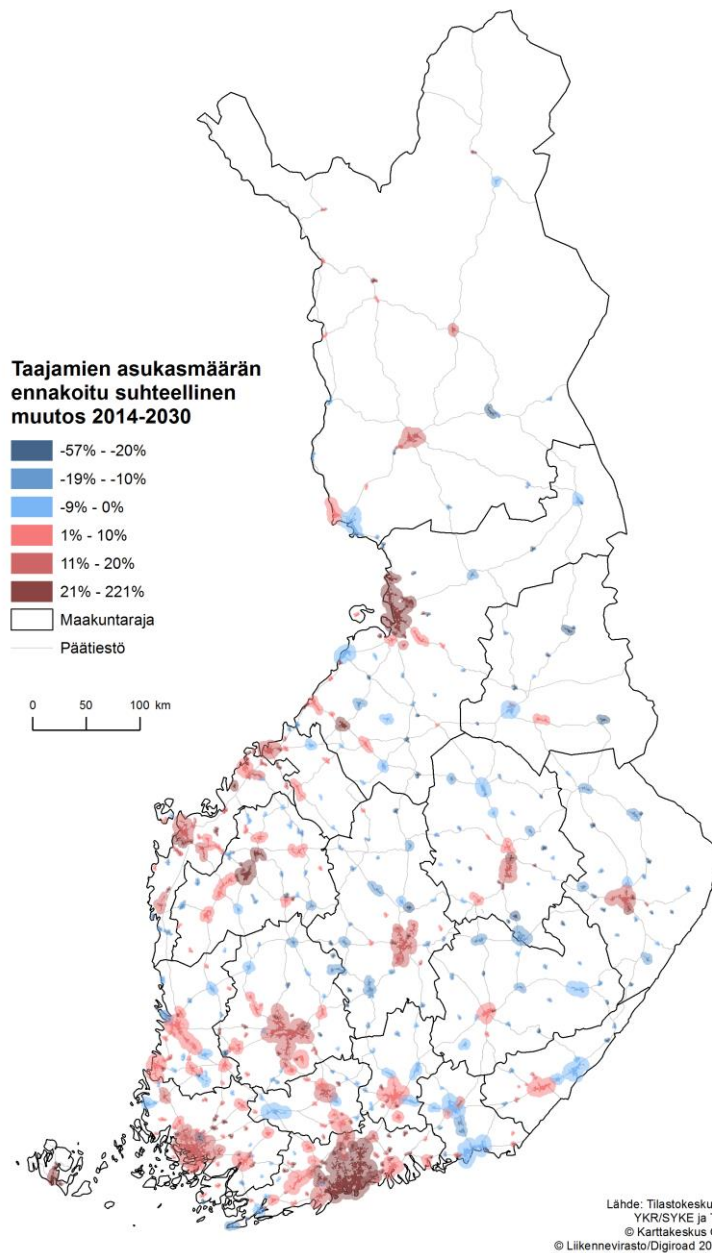 Taajamien asukasmäärän
ennakoitu suhteellinen
muutos 2014-2030
-57% - -20%
-19% - -10%
-9% - 0%
1% - 10%
11% - 20%
21% - 221%
Maakuntaraja
Päätiestö
0 50 100 km
Lähde: Tilastokesku
YKR/SYKE ja
© Karttakeskus
© Liikennevirasto/Digiroad 20